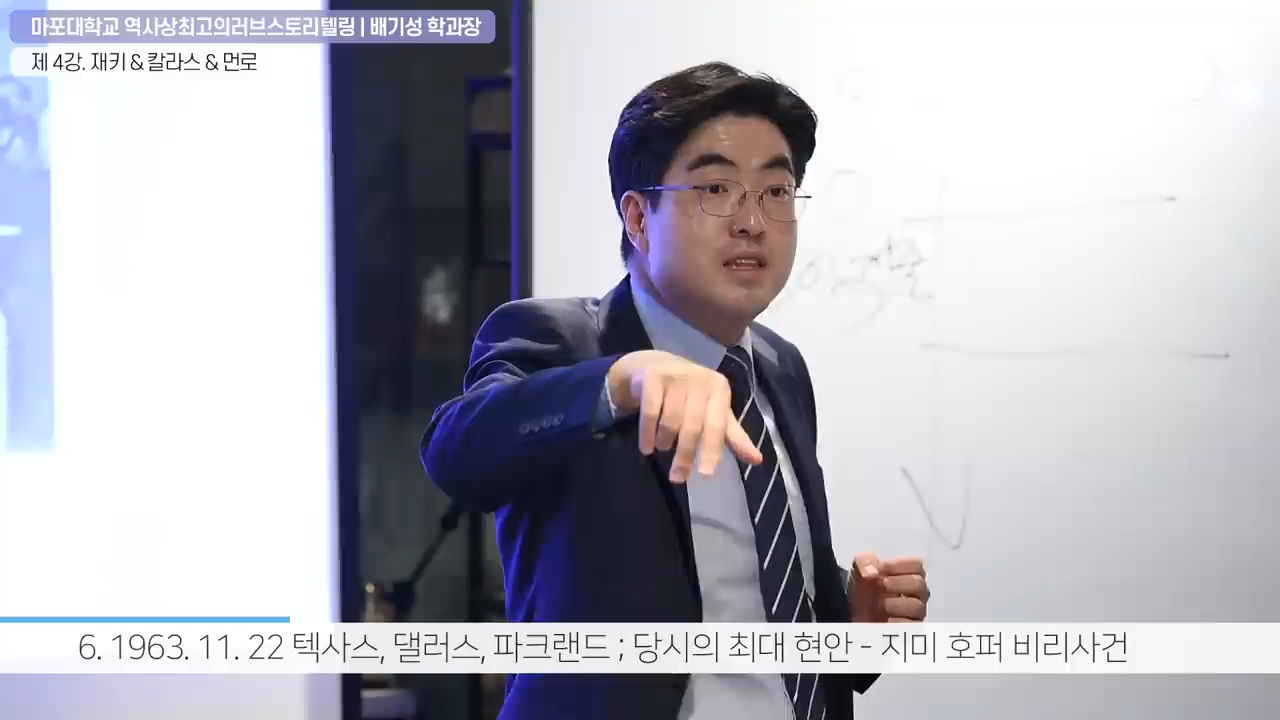 마포대학교 역사상최고의러브스토리텔링 | 배기성 학과장
제 4강. 재키 & 칼라스 & 먼로
6. 1963. 11. 22 텍사스, 댈러스, 파크랜드 ; 당시의 최대 현안 - 지미 호퍼 비리사건